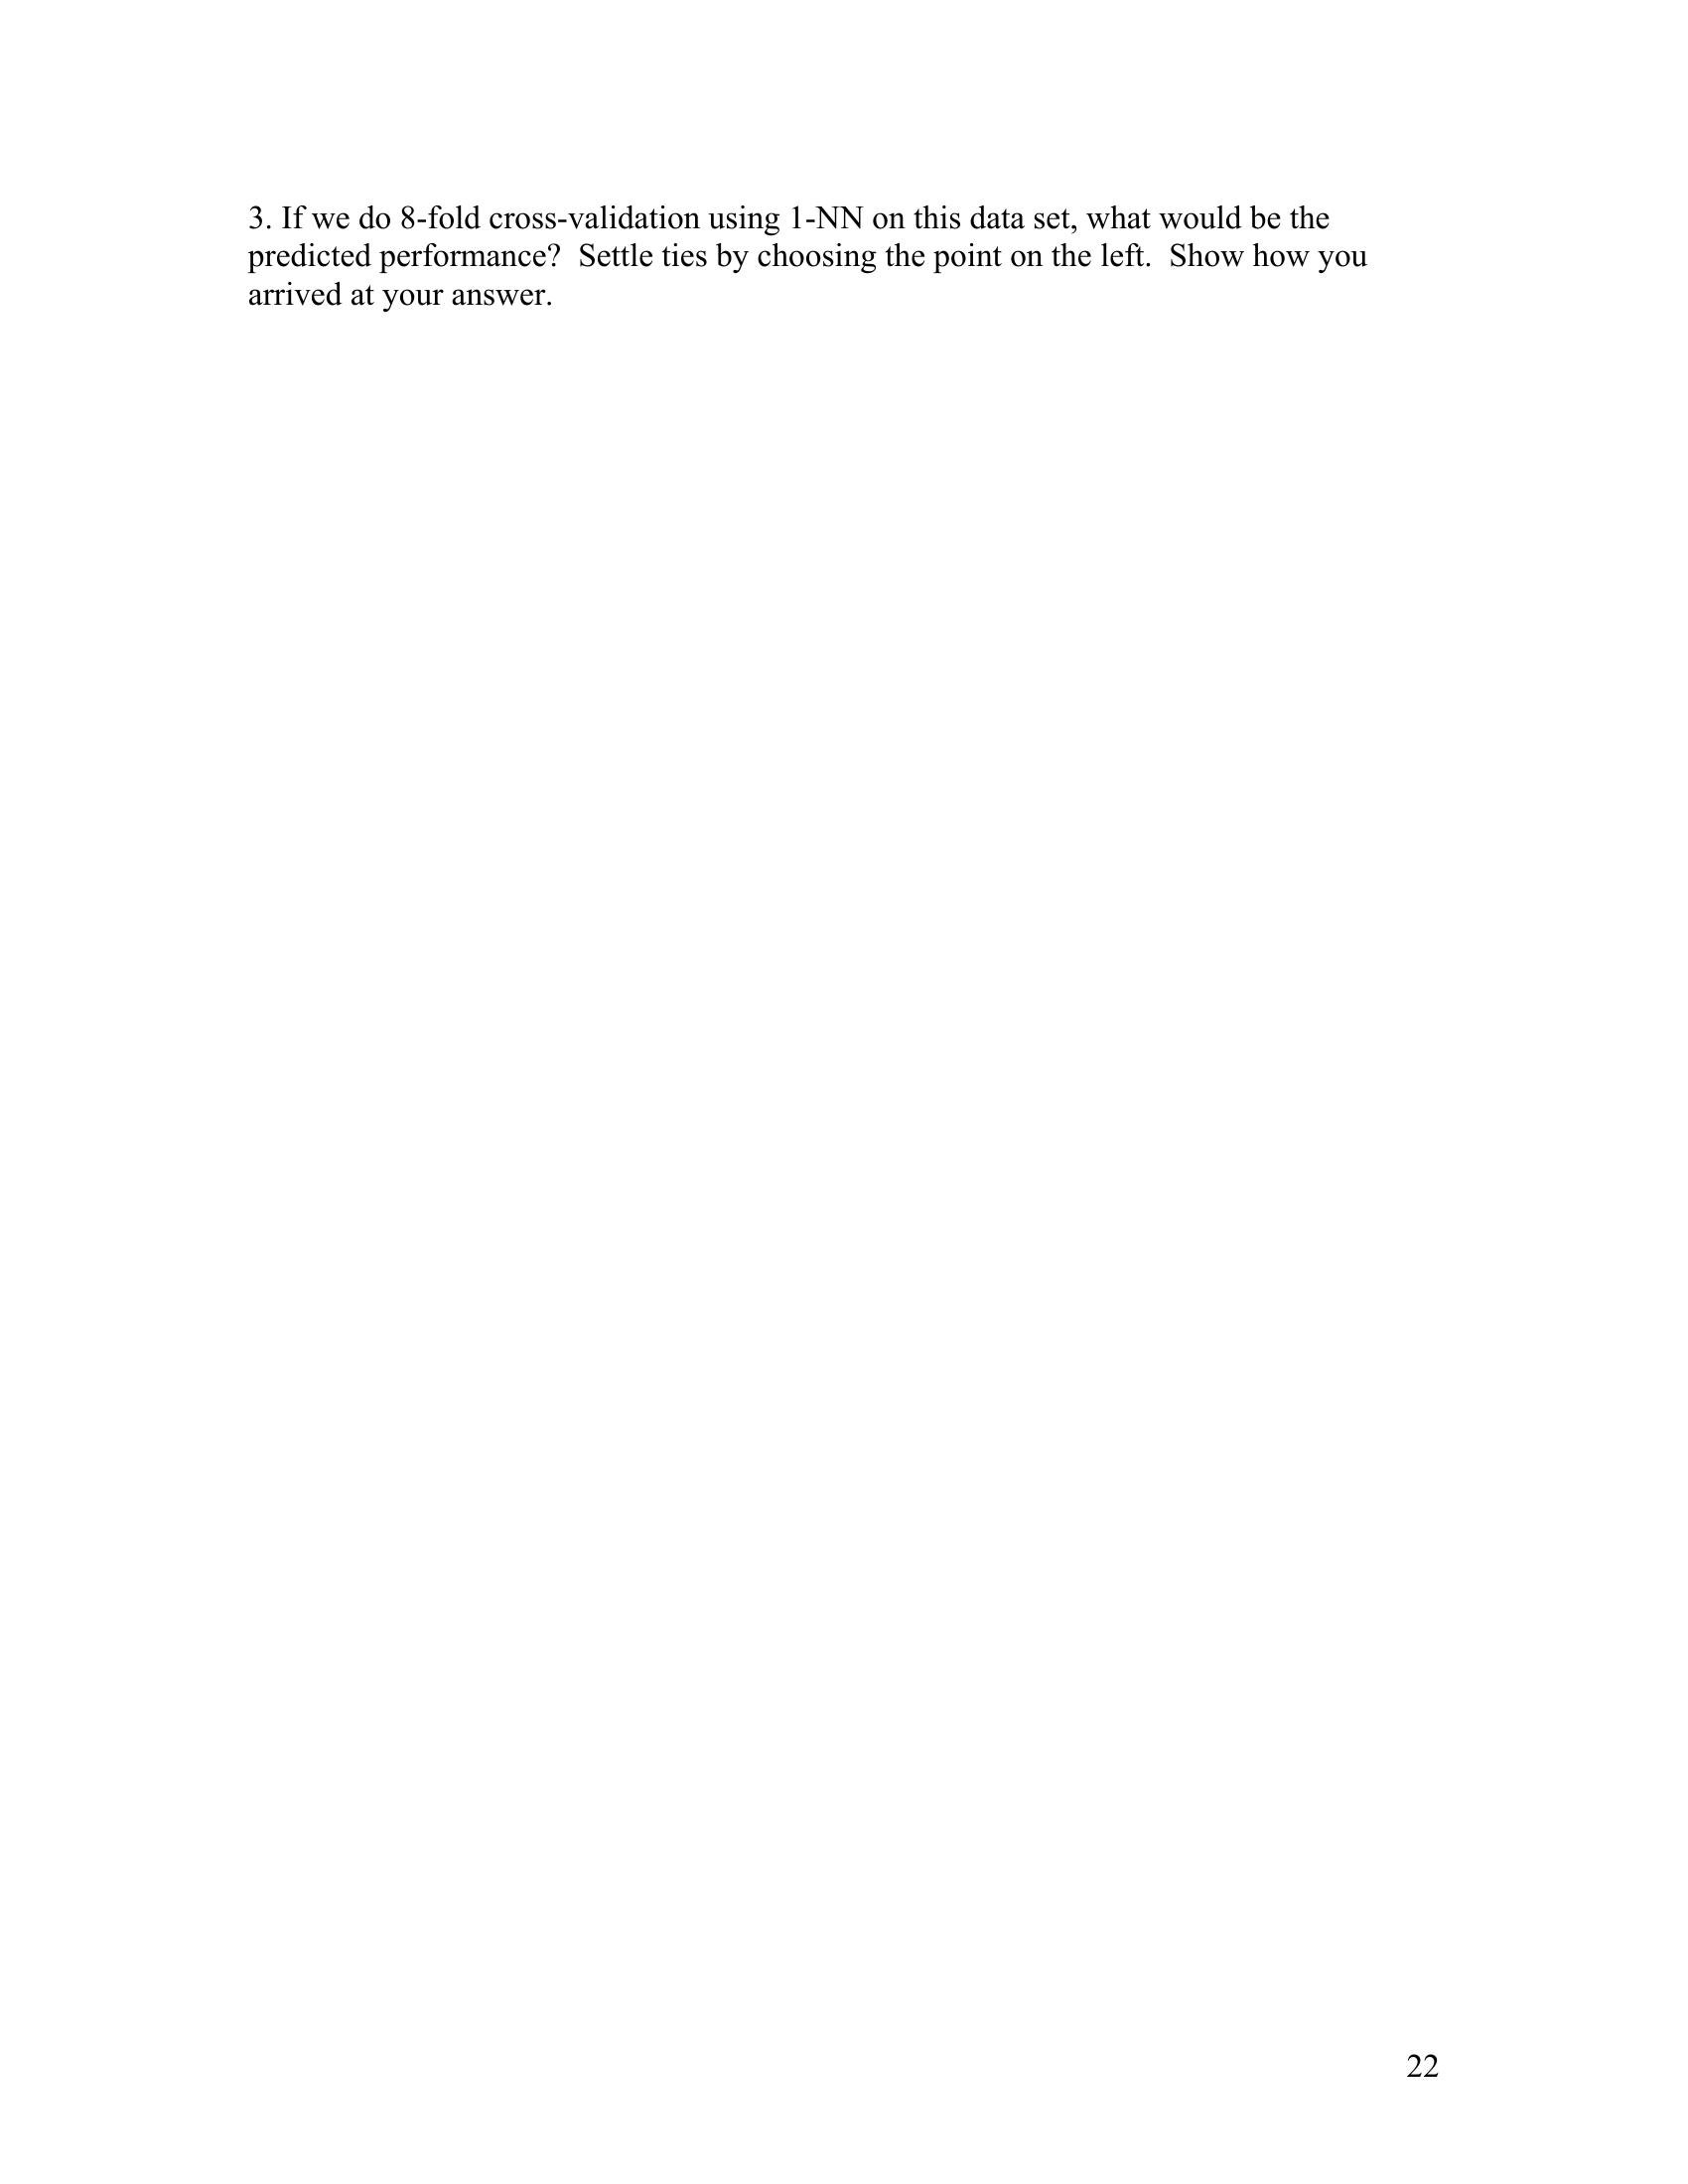 3. If we do 8-fold cross-validation using 1-NN on this data set, what would be the
predicted performance?  Settle ties by choosing the point on the left.  Show how you
arrived at your answer.
22